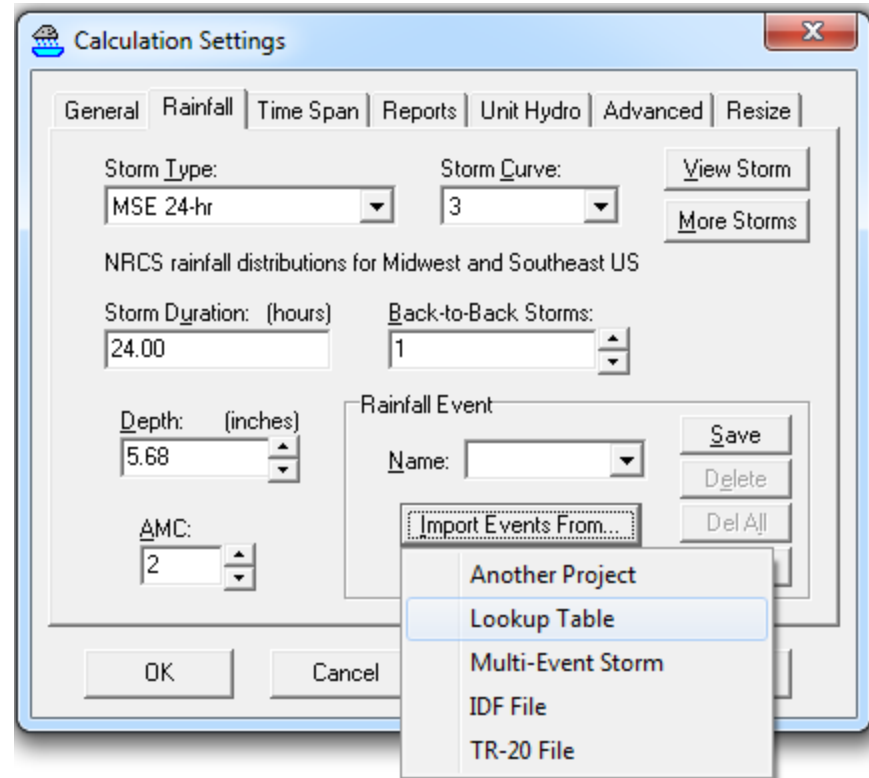 Calculation Settings
General Rainfall Time Span Reports Unit Hydro Advanced Resize
Storm Type: Storm Curve: View Storm
MSE 24-hr 3 More Storms
NRCS rainfall distributions for Midwest and Southeast US
Storm Duration: (hours) Back-to-Back Storms:
24.00 1
Rainfall Event
Depth: (inches) Save
5.68 Name: Delete
AMC: Import Events From... Del All
2
Another Project
Lookup Table
OK Cancel Multi-Event Storm
IDF File
TR-20 File